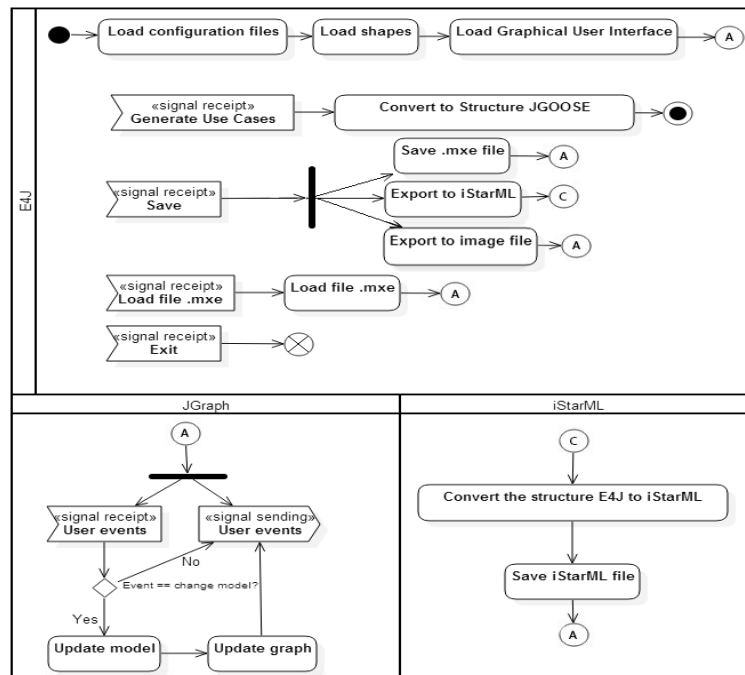 E4J
Load configuration files
Load shapes
Load Graphical User Interface
A
«signal receipt»
Generate Use Cases
Convert to Structure JGOOSE
Save .mxe file
A
«signal receipt»
Save
Export to iStarML
C
Export to image file
A
«signal receipt»
Load file .mxe
Load file .mxe
A
«signal receipt»
Exit
JGraph
A
«signal receipt»
User events
«signal sending»
User events
No
Event == change model?
Yes
Update model
Update graph
iStarML
C
Convert the structure E4J to iStarML
Save iStarML file
A